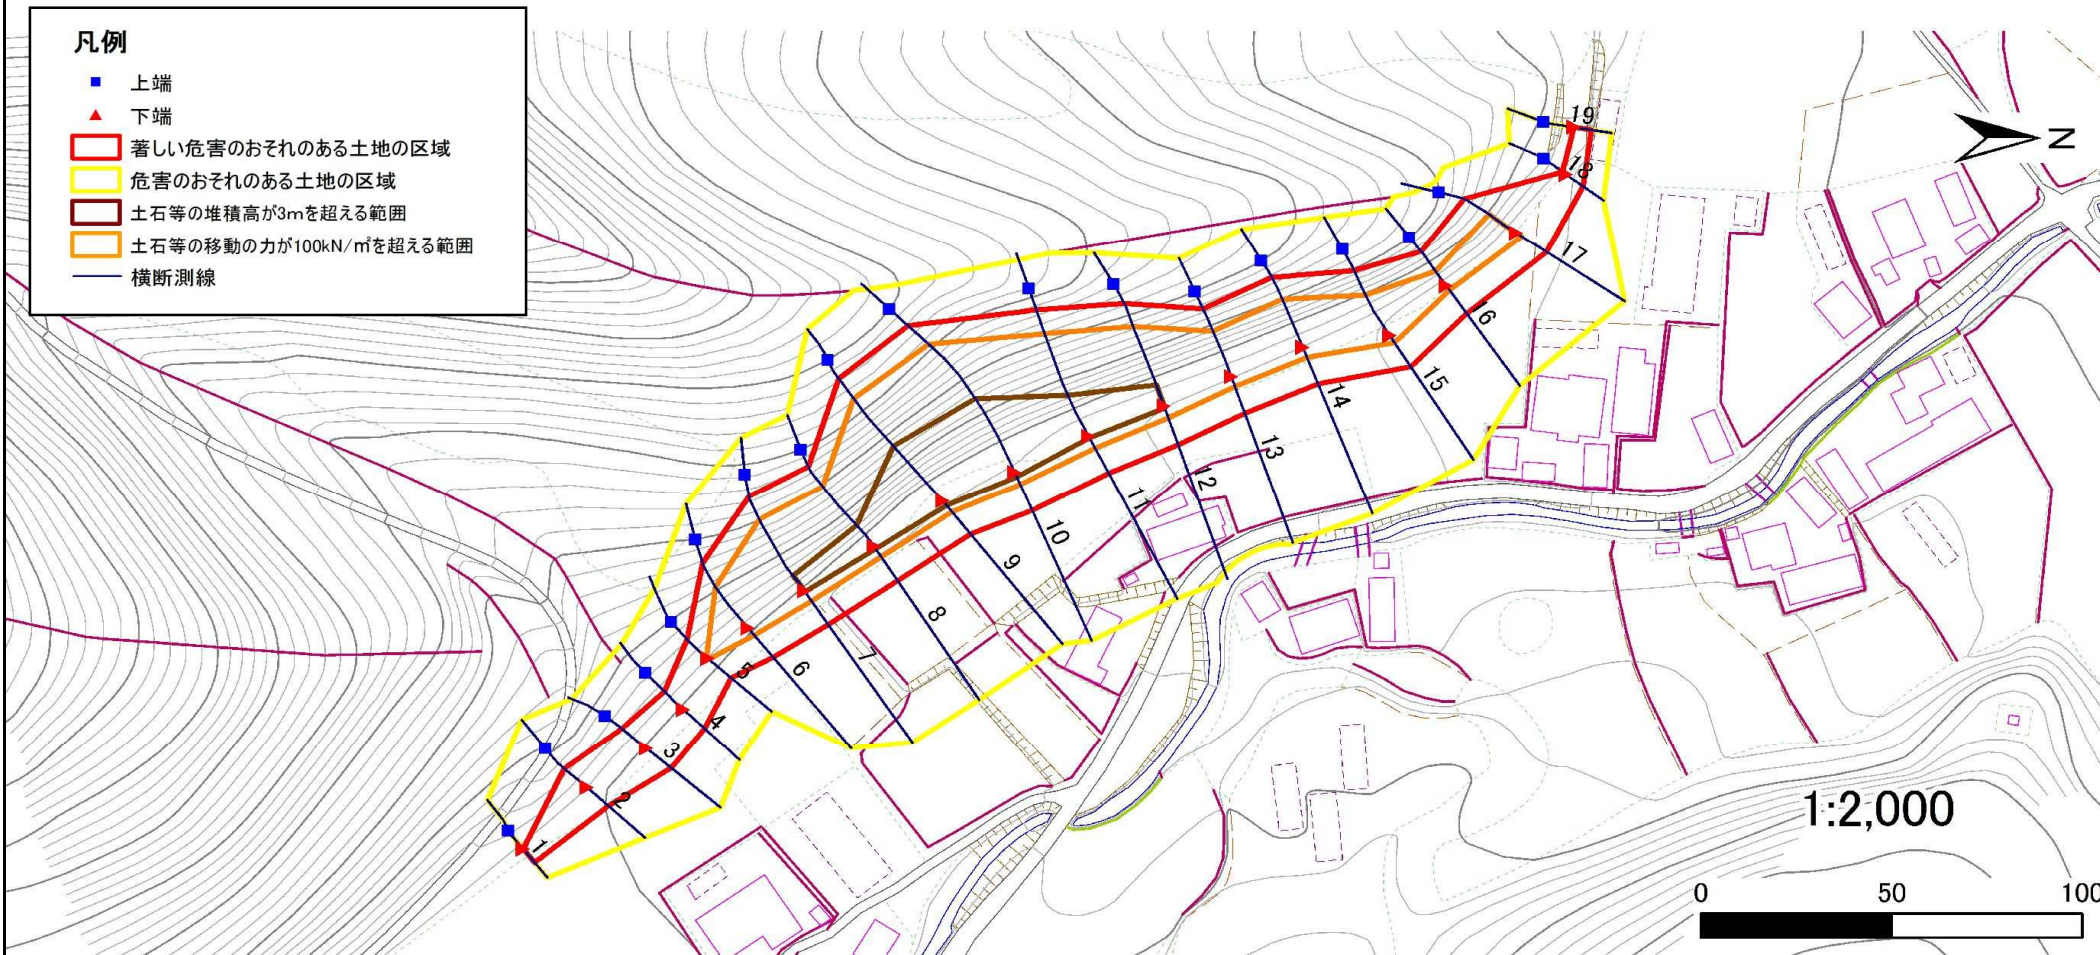 凡例
上端
下端
著しい危害のおそれのある土地の区域
危害のおそれのある土地の区域
土石等の堆積高が3mを超える範囲
土石等の移動の力が100kN/㎡を超える範囲
横断測線
19
18
17
16
15
14
13
12
11
10
9
8
7
6
5
4
3
2
1
N
1:2,000
0 50 100